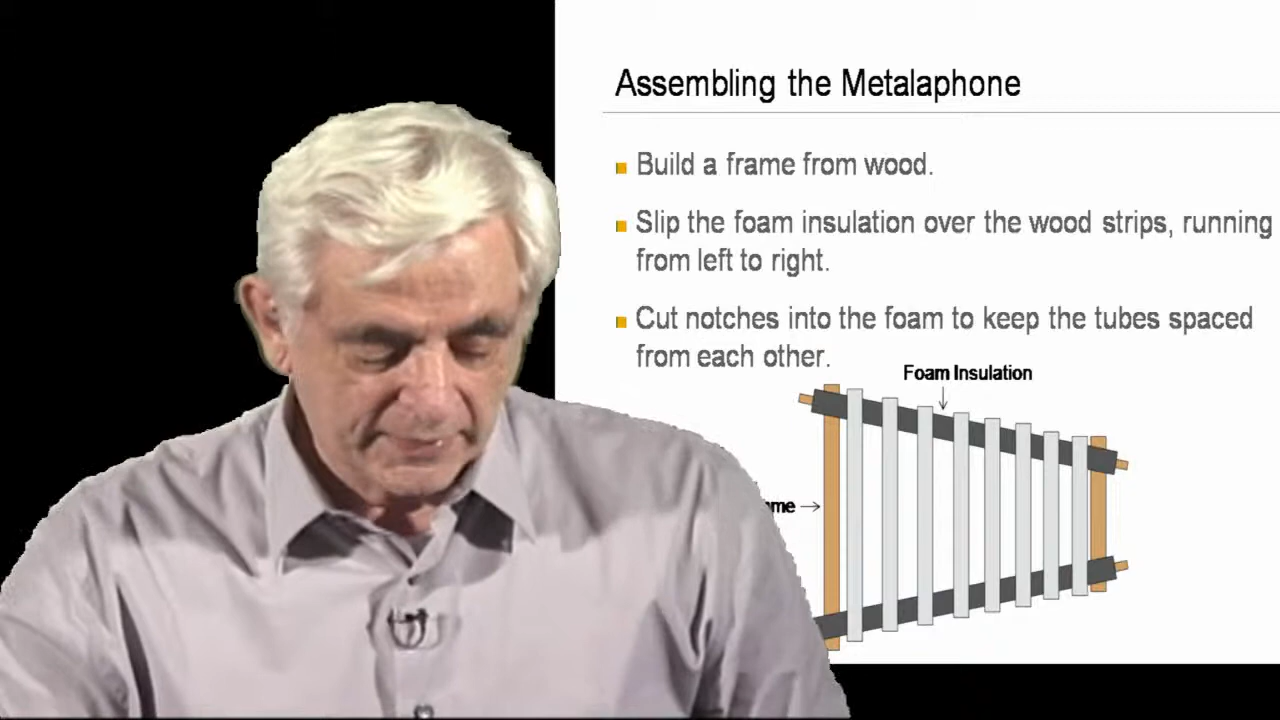 Assembling the Metalaphone
Build a frame from wood.
Slip the foam insulation over the wood strips, running
from left to right.
Cut notches into the foam to keep the tubes spaced
from each other.
Foam Insulation